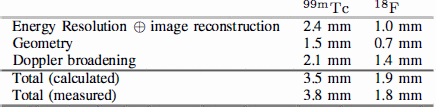 ⁹⁹ᵐTc ¹⁸F
Energy Resolution ⊕ image reconstruction 2.4 mm 1.0 mm
Geometry 1.5 mm 0.7 mm
Doppler broadening 2.1 mm 1.4 mm
Total (calculated) 3.5 mm 1.9 mm
Total (measured) 3.8 mm 1.8 mm